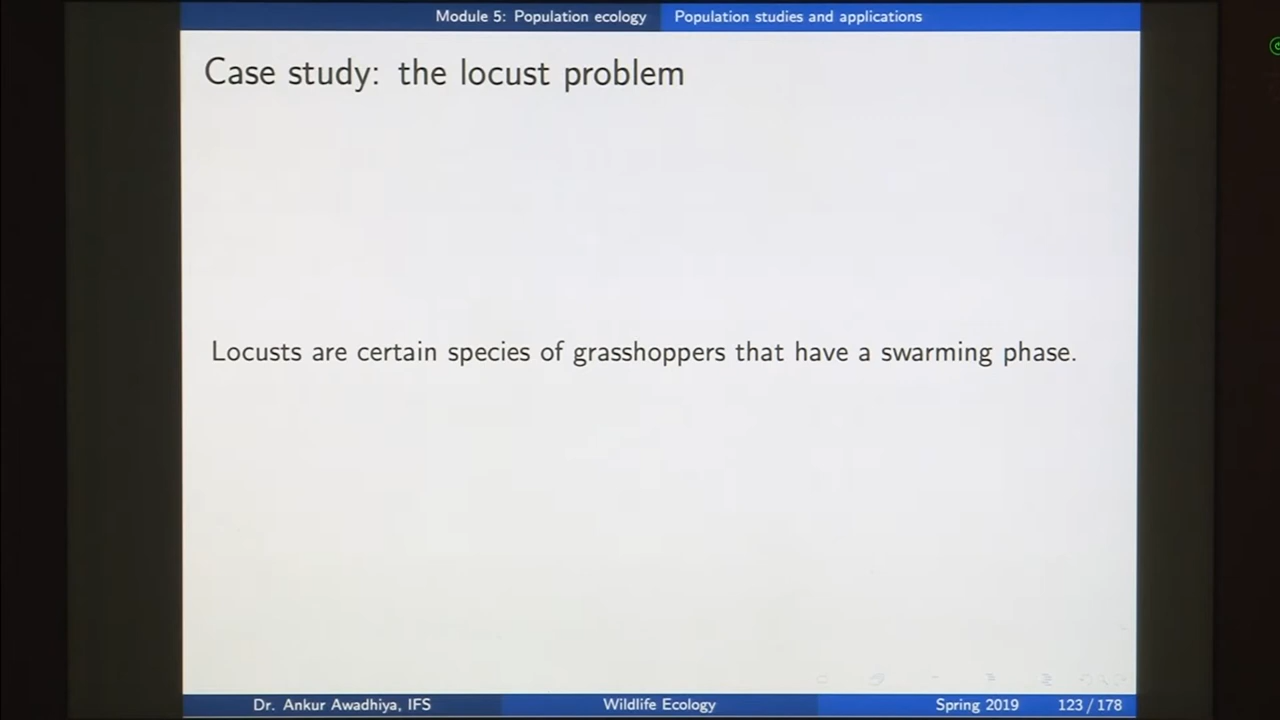 Module 5: Population ecology Population studies and applications
Case study: the locust problem
Locusts are certain species of grasshoppers that have a swarming phase.
Dr. Ankur Awadhiya, IFS Wildlife Ecology Spring 2019 123 / 178